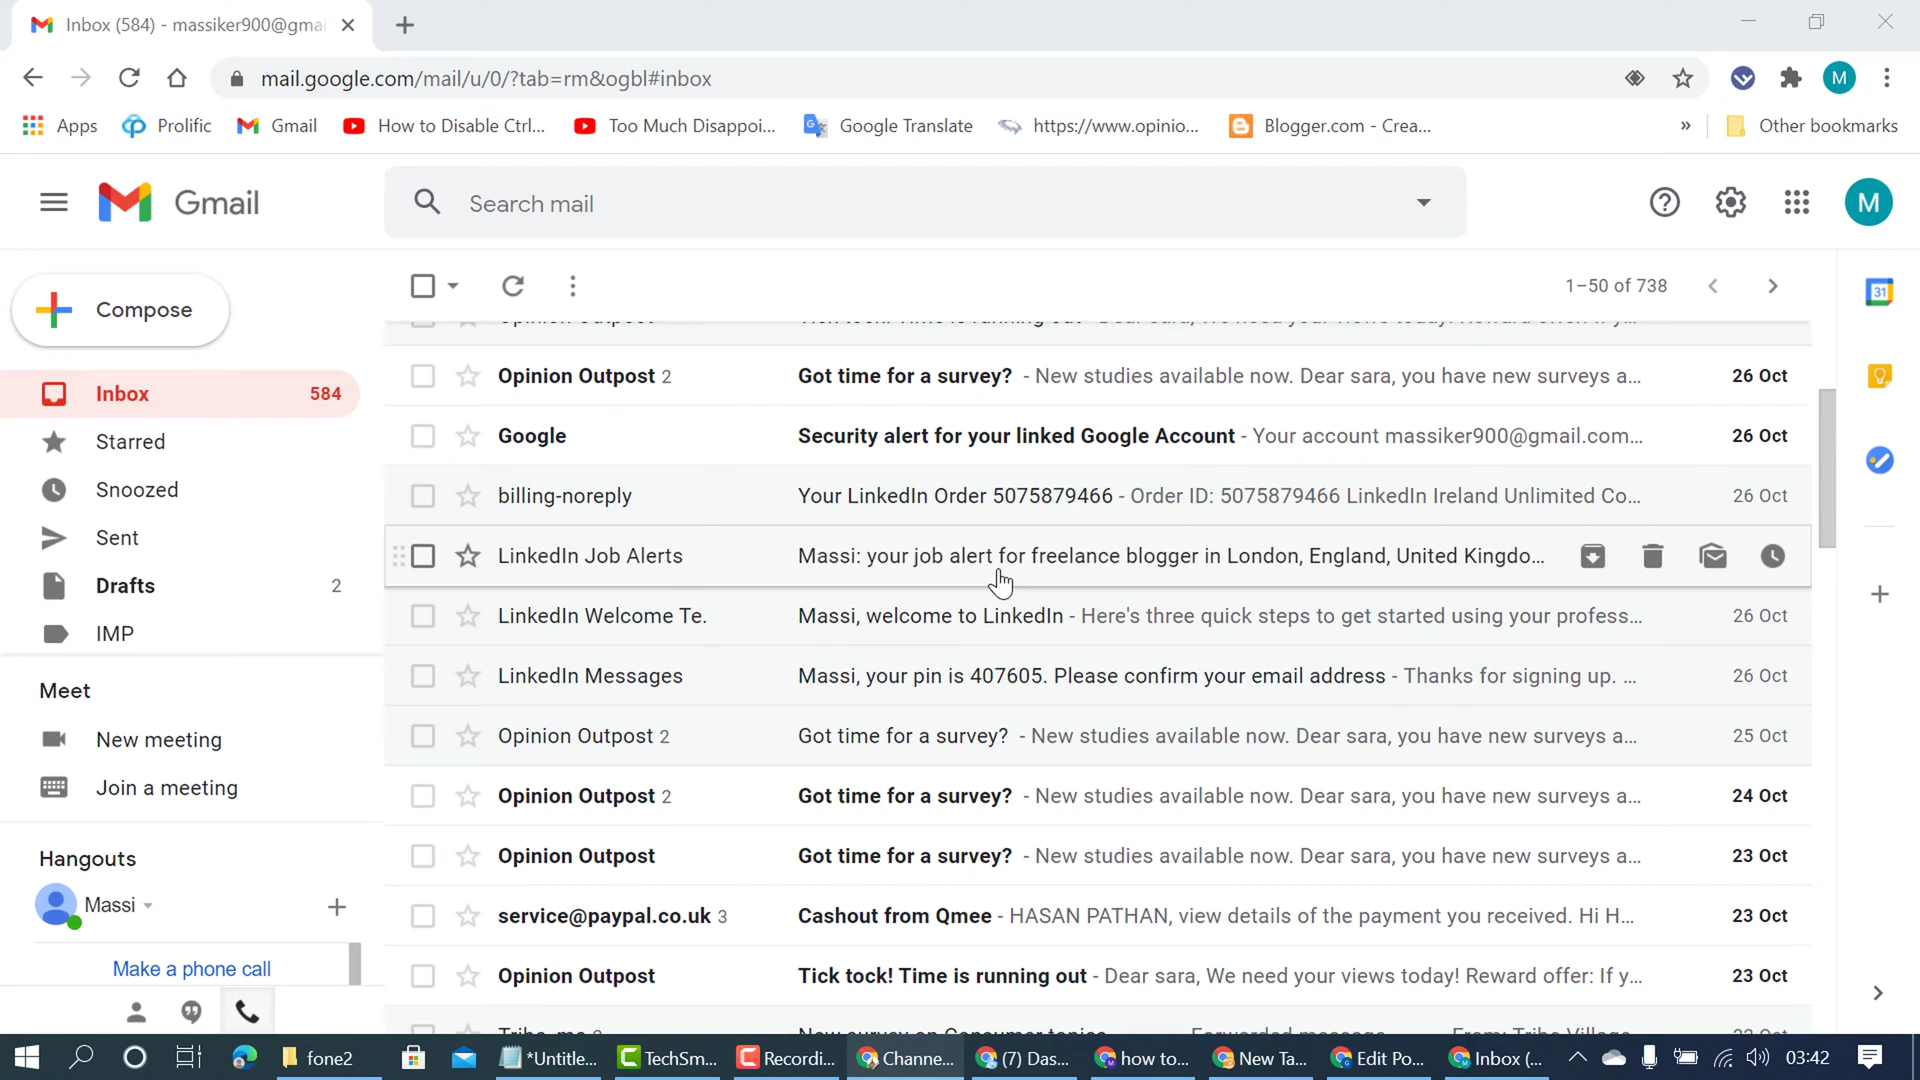 Inbox (584) - massiker900@gmai
mail.google.com/mail/u/0/?tab=rm&ogbl#inbox
M
Apps
Prolific
Gmail
How to Disable Ctrl...
Too Much Disappoi...
Google Translate
https://www.opinio...
Blogger.com - Crea...
»
Other bookmarks
Gmail
Search mail
M
Compose
1–50 of 738
31
Inbox 584
Starred
Snoozed
Sent
Drafts 2
IMP
Meet
New meeting
Join a meeting
Hangouts
Massi
Make a phone call
Opinion Outpost 2 Got time for a survey? - New studies available now. Dear sara, you have new surveys a... 26 Oct
Google Security alert for your linked Google Account - Your account massiker900@gmail.com... 26 Oct
billing-noreply Your LinkedIn Order 5075879466 - Order ID: 5075879466 LinkedIn Ireland Unlimited Co... 26 Oct
LinkedIn Job Alerts Massi: your job alert for freelance blogger in London, England, United Kingdo...
LinkedIn Welcome Te. Massi, welcome to LinkedIn - Here's three quick steps to get started using your profess... 26 Oct
LinkedIn Messages Massi, your pin is 407605. Please confirm your email address - Thanks for signing up. ... 26 Oct
Opinion Outpost 2 Got time for a survey? - New studies available now. Dear sara, you have new surveys a... 25 Oct
Opinion Outpost 2 Got time for a survey? - New studies available now. Dear sara, you have new surveys a... 24 Oct
Opinion Outpost Got time for a survey? - New studies available now. Dear sara, you have new surveys a... 23 Oct
service@paypal.co.uk 3 Cashout from Qmee - HASAN PATHAN, view details of the payment you received. Hi H... 23 Oct
Opinion Outpost Tick tock! Time is running out - Dear sara, We need your views today! Reward offer: If y... 23 Oct
fone2
*Untitle...
TechSm...
Recordi...
Channe...
(7) Das...
how to...
New Ta...
Edit Po...
Inbox (...
03:42